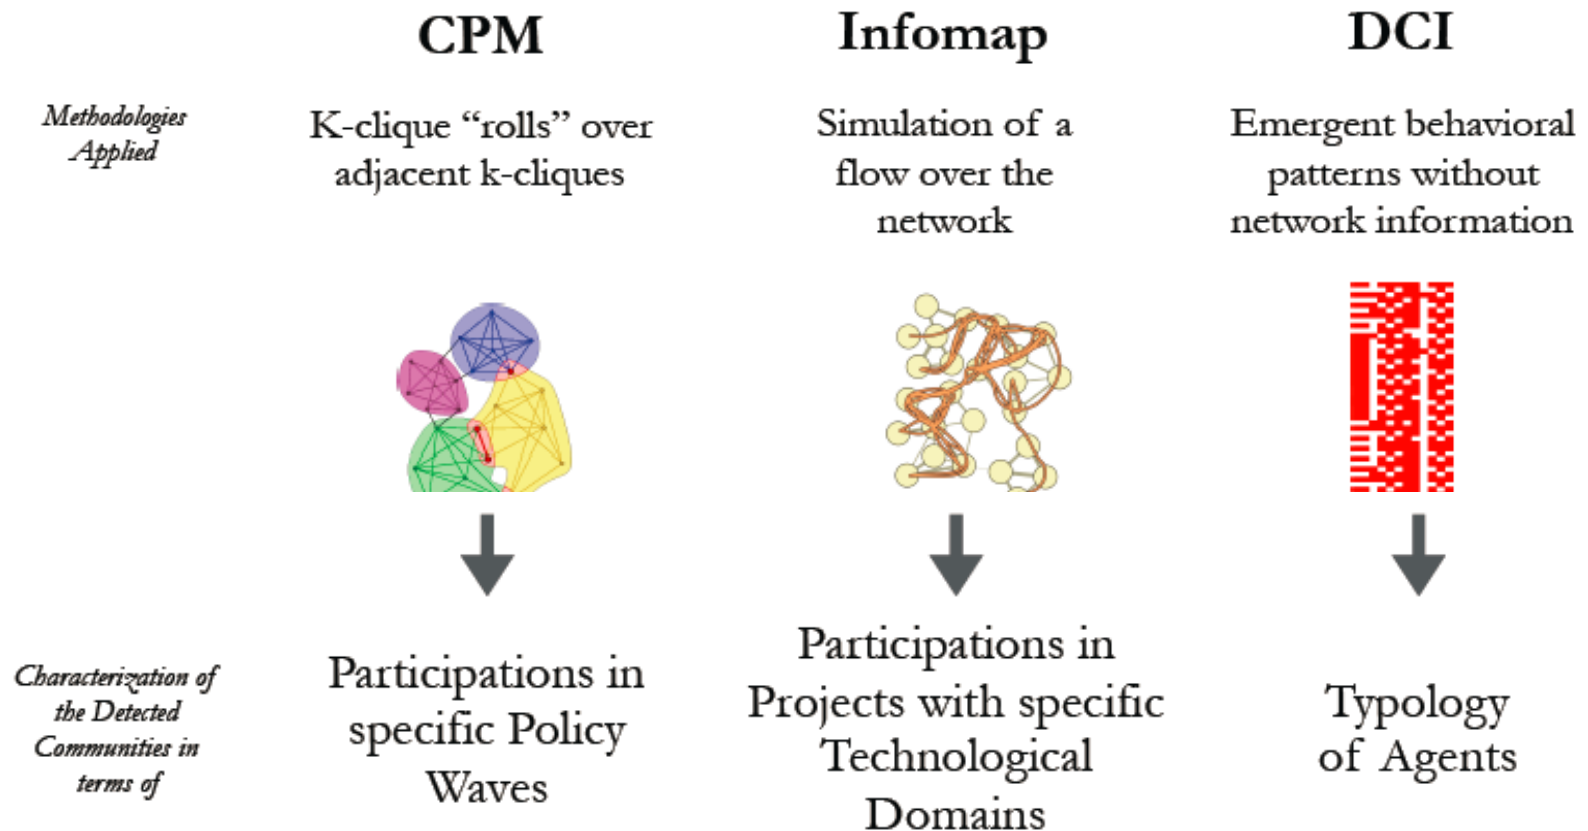 CPM
Infomap
DCI
Methodologies
Applied
K-clique “rolls” over
adjacent k-cliques
Simulation of a
flow over the
network
Emergent behavioral
patterns without
network information
Characterization of
the Detected
Communities in
terms of
Participations in
specific Policy
Waves
Participations in
Projects with specific
Technological
Domains
Typology
of Agents